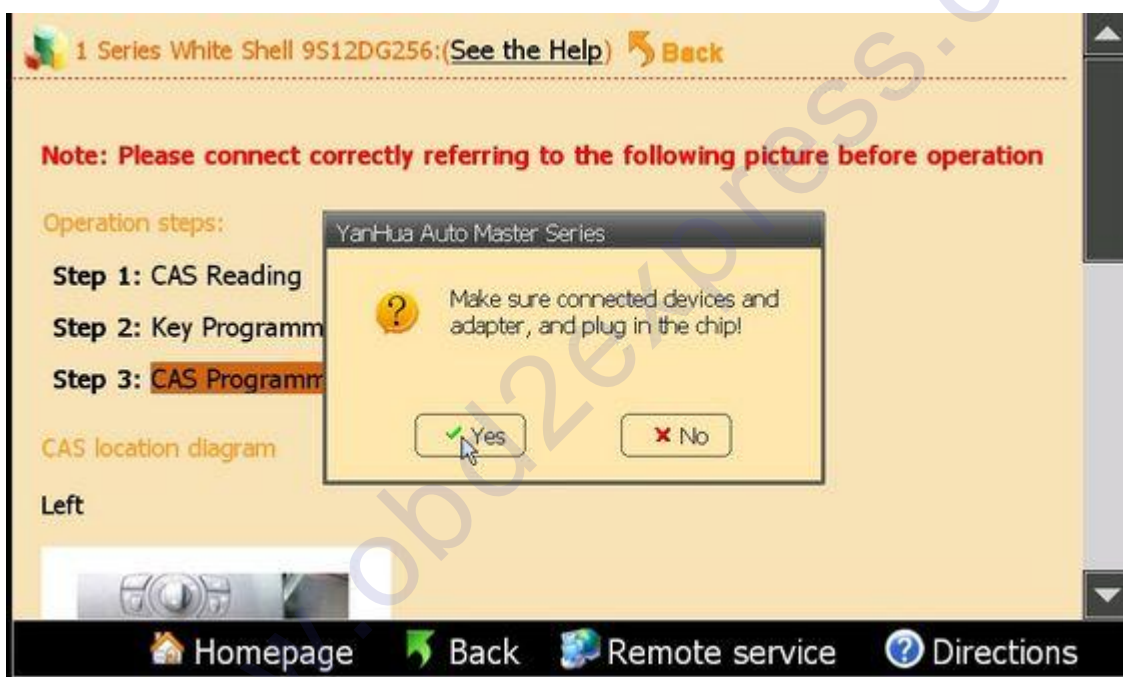 1 Series White Shell 9S12DG256:(See the Help) Back
Note: Please connect correctly referring to the following picture before operation
Operation steps:
Step 1: CAS Reading
Step 2: Key Programm
Step 3: CAS Programm
YanHua Auto Master Series
Make sure connected devices and
adapter, and plug in the chip!
Yes
No
CAS location diagram
Left
Homepage
Back
Remote service
Directions
.obd2express.